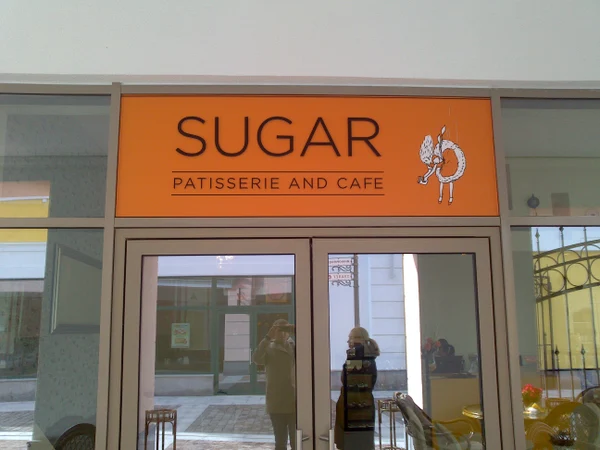 SUGAR
PATISSERIE AND CAFE